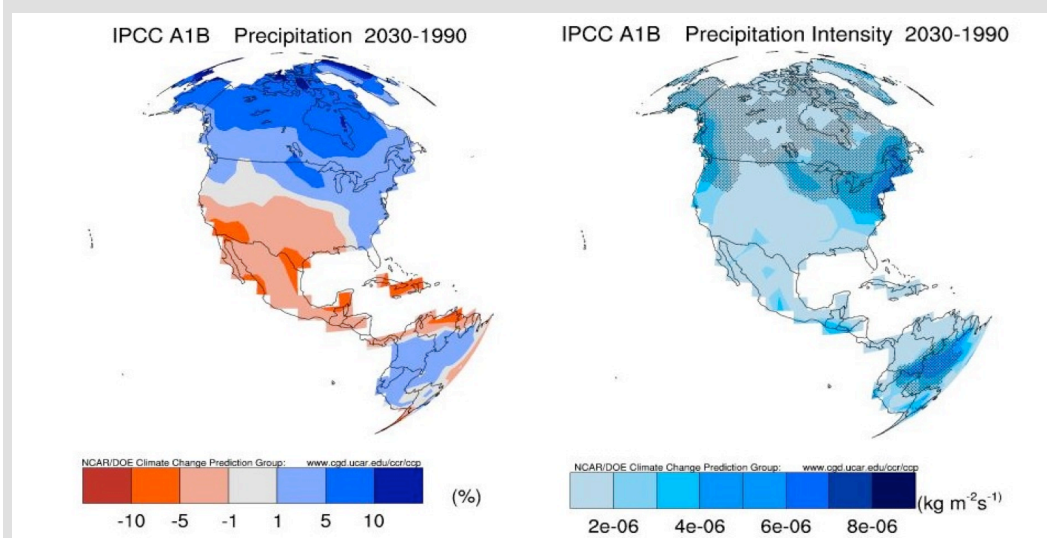 IPCC A1B Precipitation 2030-1990
NCAR/DOE Climate Change Prediction Group: www.cgd.ucar.edu/ccr/ccp
(%)
-10 -5 -1 1 5 10
IPCC A1B Precipitation Intensity 2030-1990
NCAR/DOE Climate Change Prediction Group: www.cgd.ucar.edu/ccr/ccp
(kg m⁻²s⁻¹)
2e-06 4e-06 6e-06 8e-06